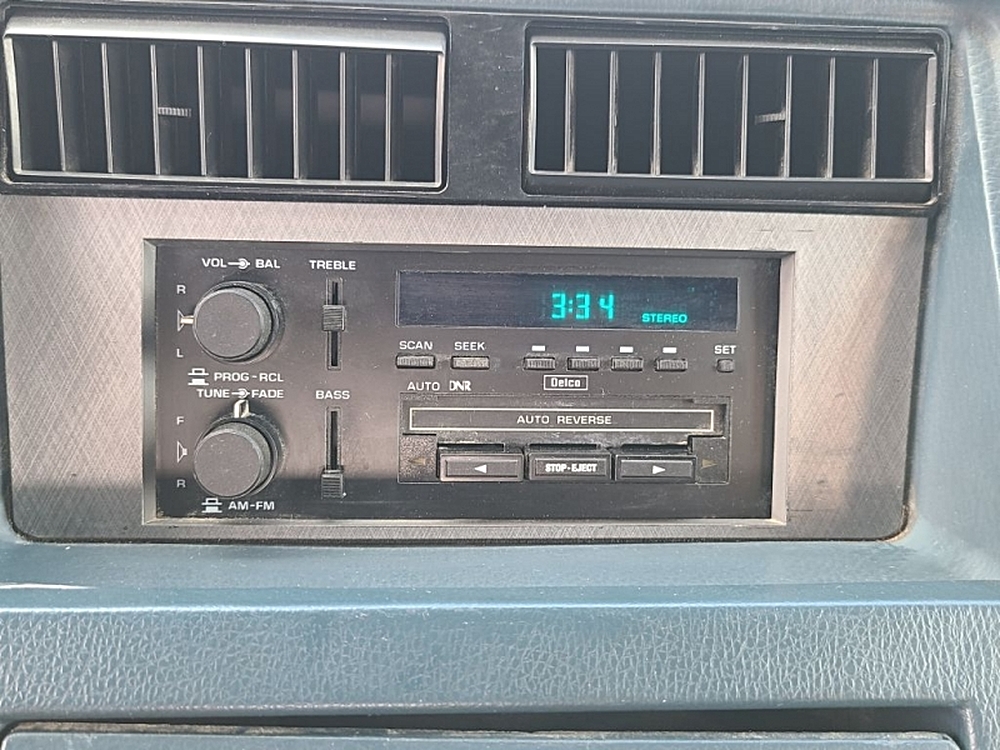 VOL BAL TREBLE
R
L
PROG-RCL
TUNE FADE BASS
F
R
AM-FM
3:34 STEREO
SCAN SEEK SET
AUTO DNR Delco
AUTO REVERSE
STOP-EJECT